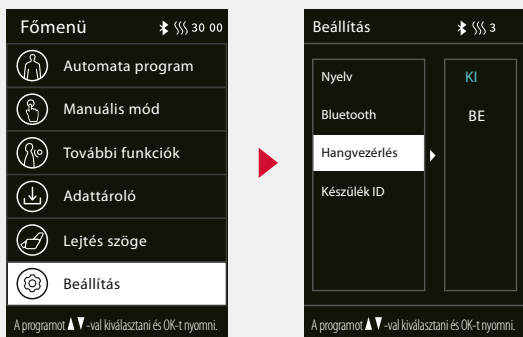 Főmenü 30 00
Automata program
Manuális mód
További funkciók
Adattároló
Lejtés szöge
Beállítás
A programot ▲▼-val kiválasztani és OK-t nyomni.
Beállítás 3
Nyelv
Bluetooth
Hangvezérlés
Készülék ID
KI
BE
A programot ▲▼-val kiválasztani és OK-t nyomni.